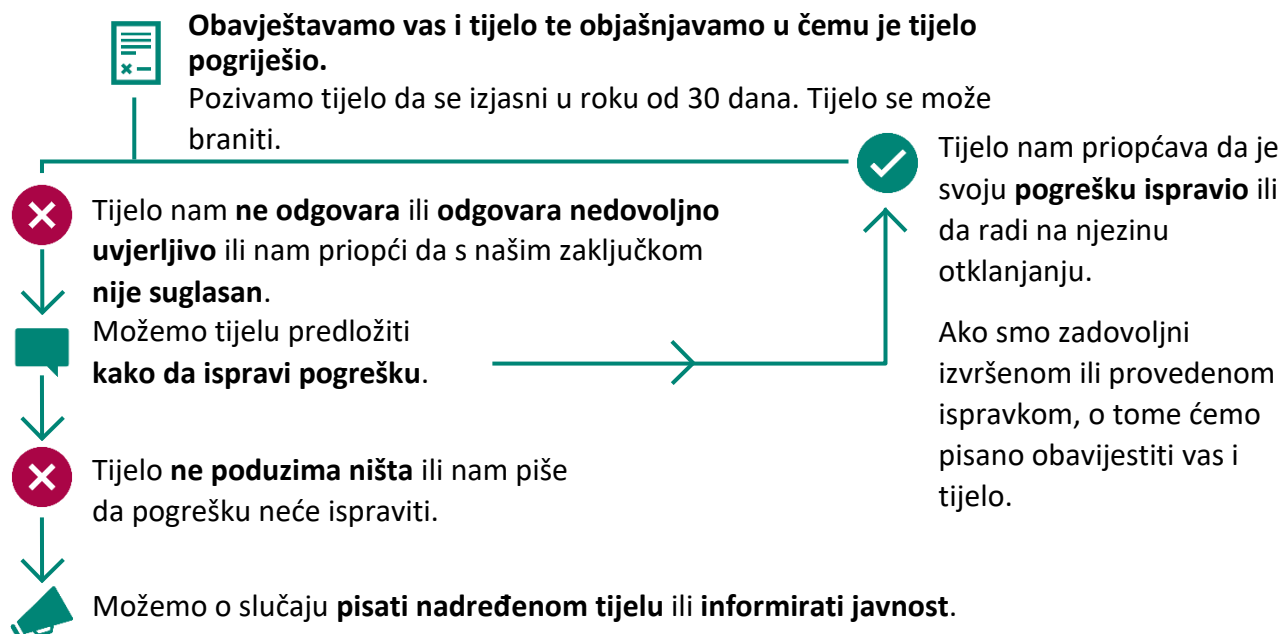 Obavještavamo vas i tijelo te objašnjavamo u čemu je tijelo
pogriješio.
Pozivamo tijelo da se izjasni u roku od 30 dana. Tijelo se može
braniti.
Tijelo nam ne odgovara ili odgovara nedovoljno
uvjerljivo ili nam priopći da s našim zaključkom
nije suglasan.
Možemo tijelu predložiti
kako da ispravi pogrešku.
Tijelo ne poduzima ništa ili nam piše
da pogrešku neće ispraviti.
Možemo o slučaju pisati nadređenom tijelu ili informirati javnost.
Tijelo nam priopćava da je
svoju pogrešku ispravio ili
da radi na njezinu
otklanjanju.
Ako smo zadovoljni
izvršenom ili provedenom
ispravkom, o tome ćemo
pisano obavijestiti vas i
tijelo.